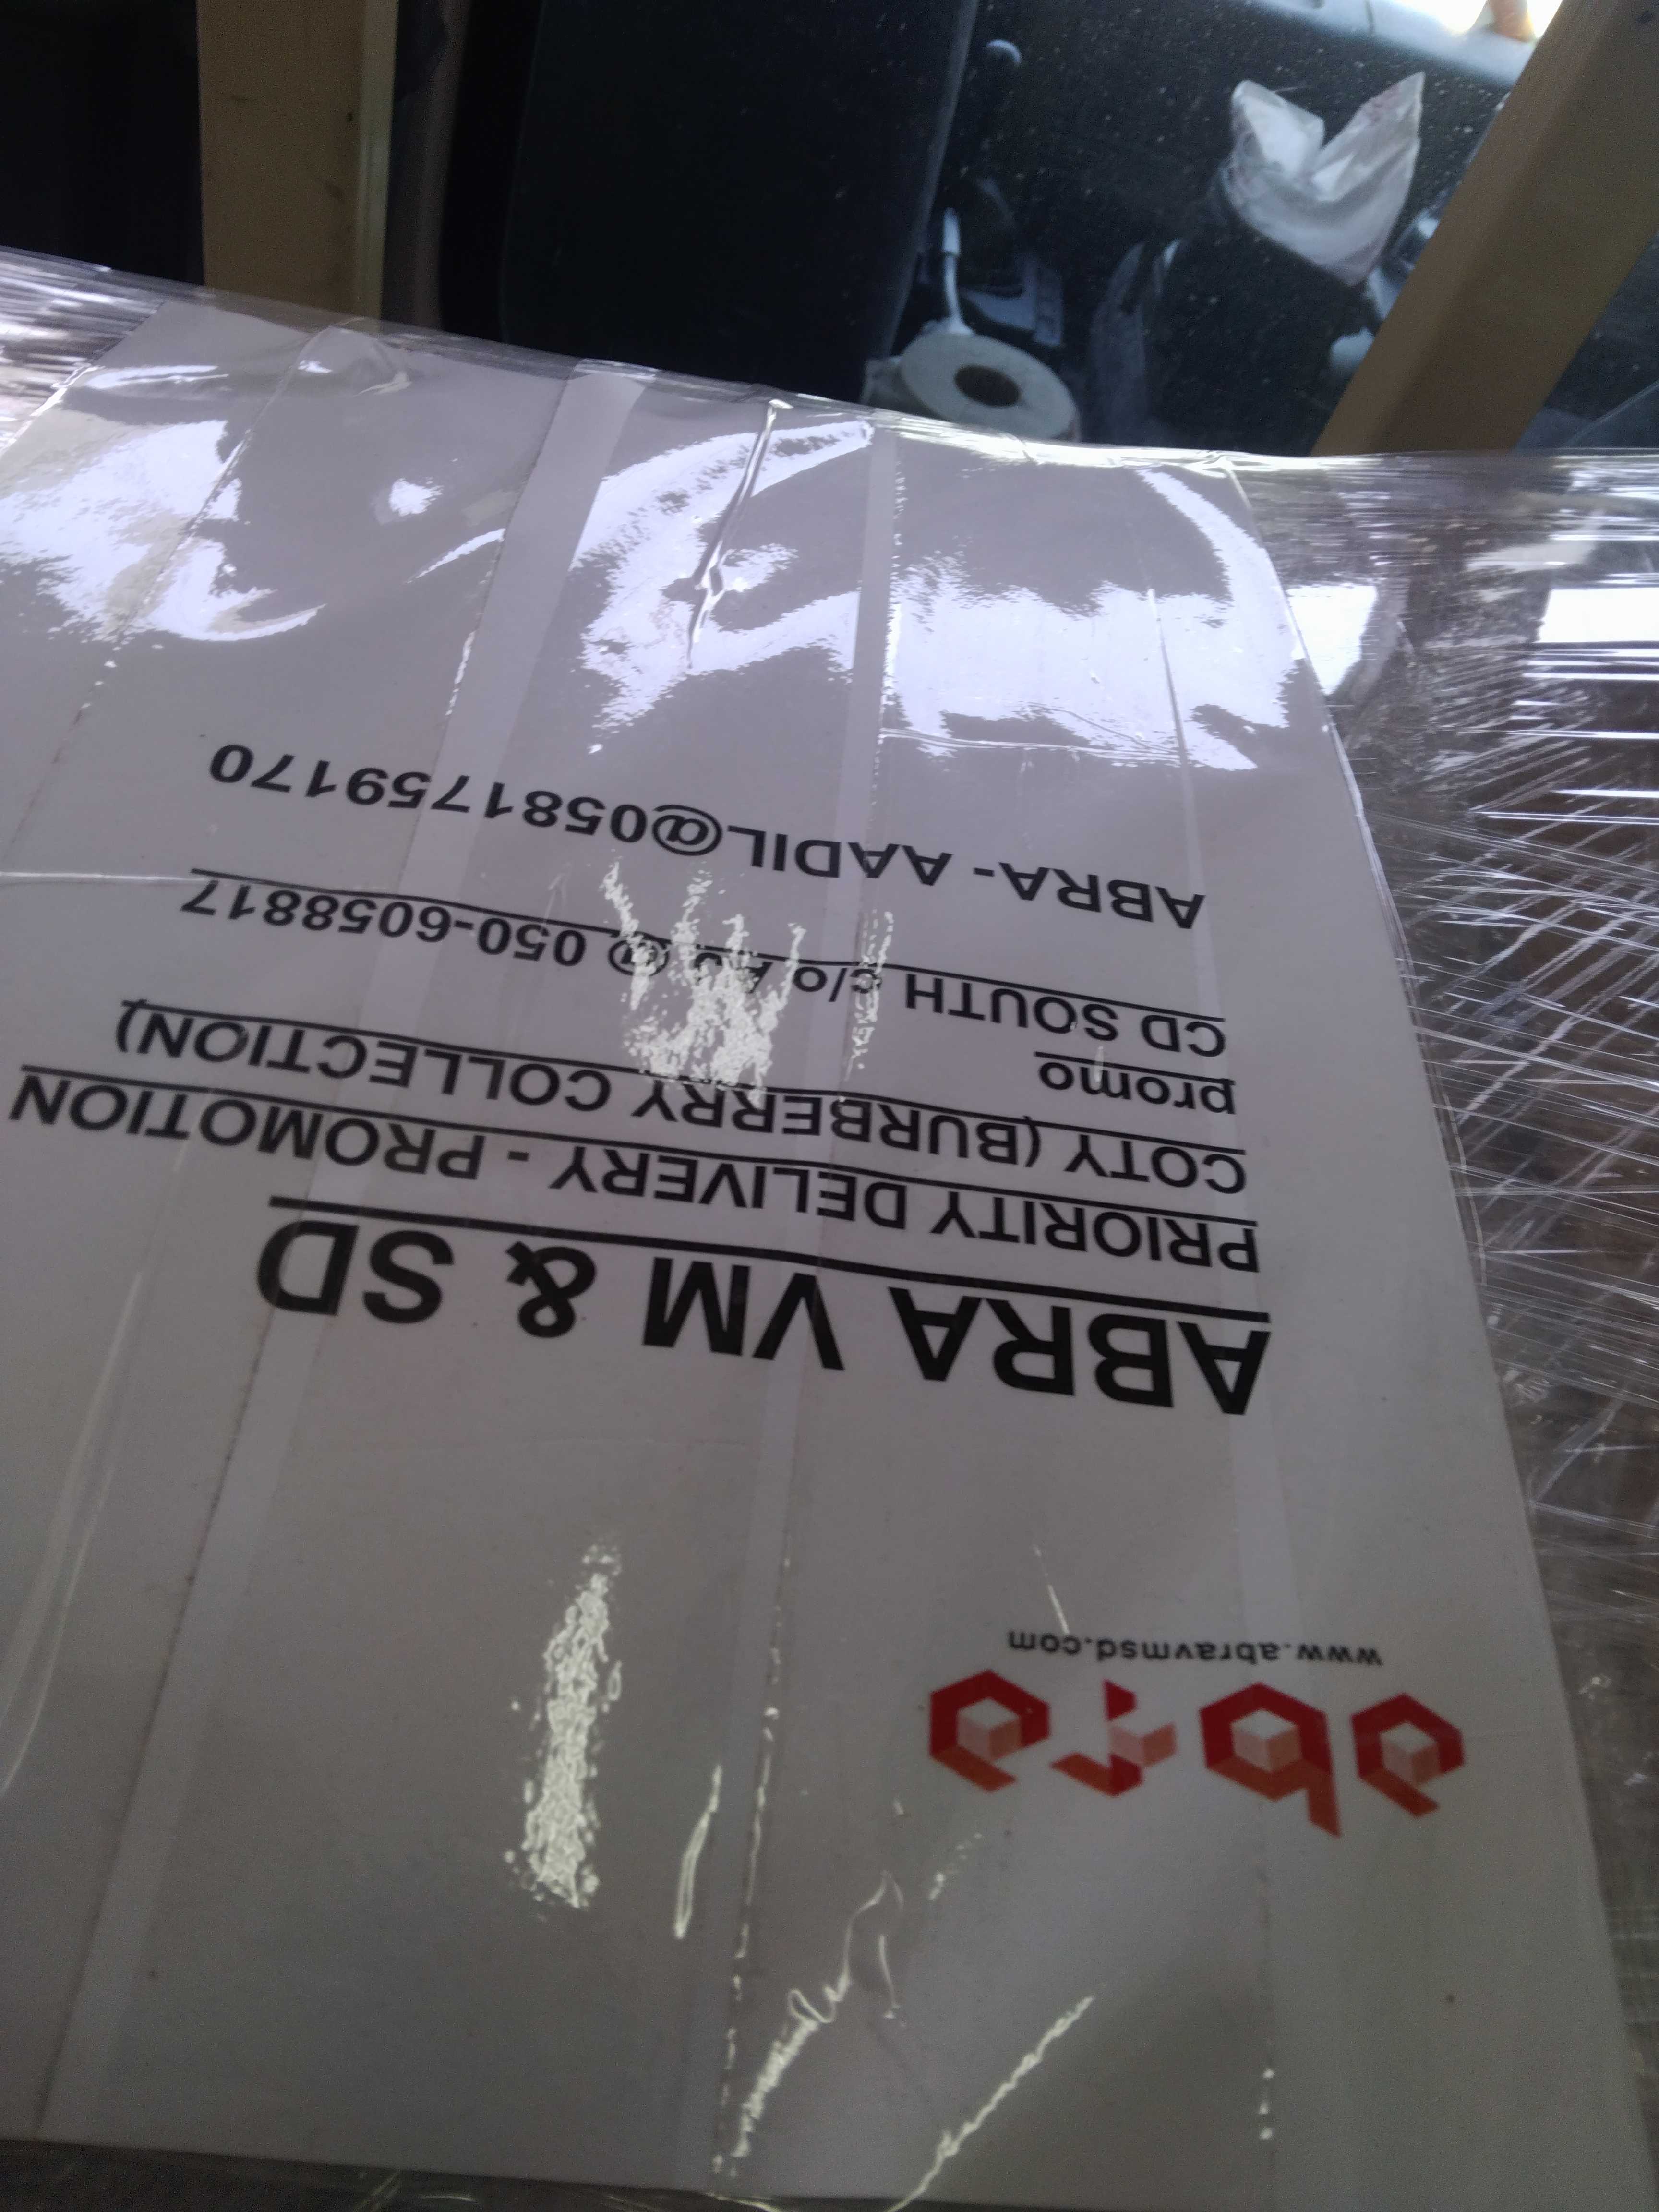 abra
www.abravmsd.com
ABRA VM & SD
PRIORITY DELIVERY - PROMOTION
COTY (BURBERRY COLLECTION)
promo
CD SOUTH c/o @ 050-6058817
ABRA- AADIL@0581759170